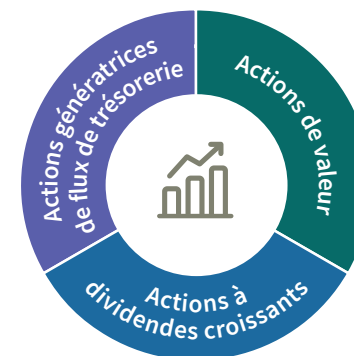 Actions génératrices
de flux de trésorerie
Actions de valeur
Actions à
dividendes croissants